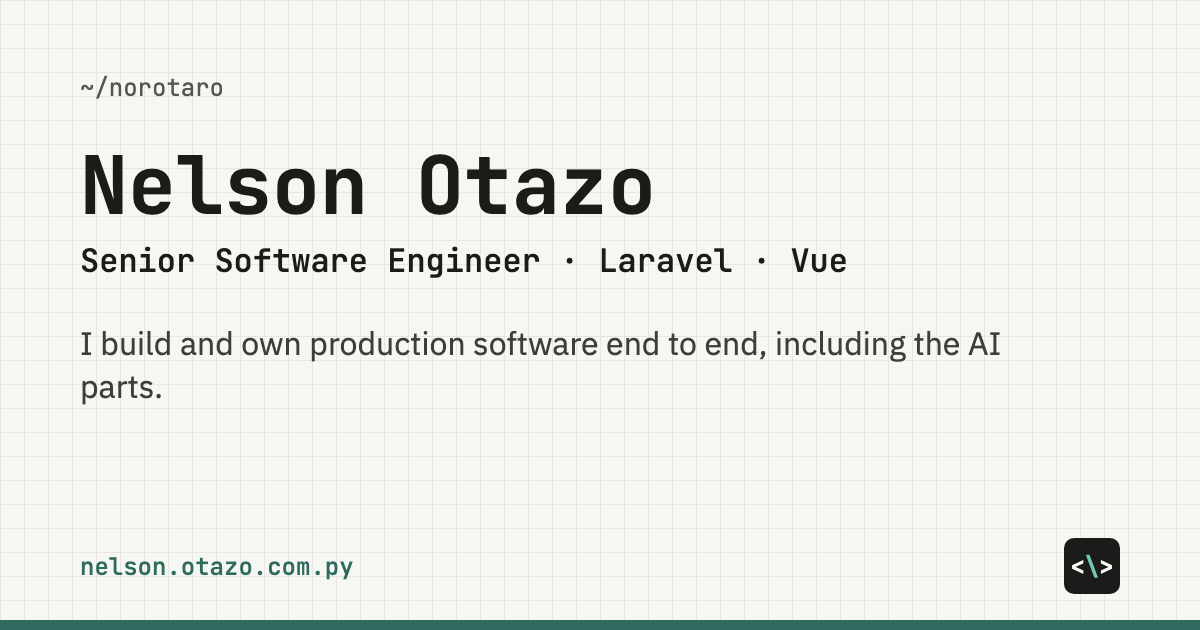 ~/norotaro
Nelson Otazo
Senior Software Engineer · Laravel · Vue
I build and own production software end to end, including the AI
parts.
nelson.otazo.com.py
<\>